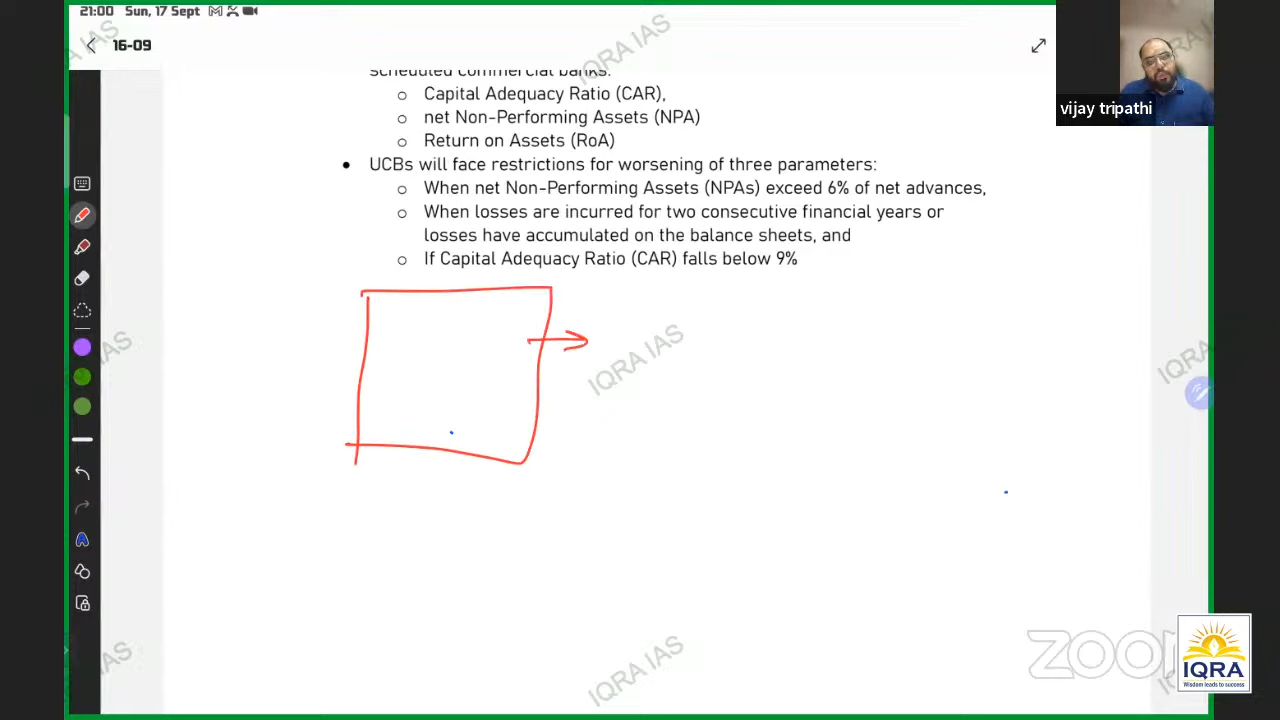 21:00 Sun, 17 Sept
16-09
vijay tripathi
scheduled commercial banks.
Capital Adequacy Ratio (CAR),
net Non-Performing Assets (NPA)
Return on Assets (RoA)
UCBs will face restrictions for worsening of three parameters:
When net Non-Performing Assets (NPAs) exceed 6% of net advances,
When losses are incurred for two consecutive financial years or
losses have accumulated on the balance sheets, and
If Capital Adequacy Ratio (CAR) falls below 9%
IQRA IAS
IQRA IAS
IQRA IAS
ZOO
IQRA
Wisdom leads to success